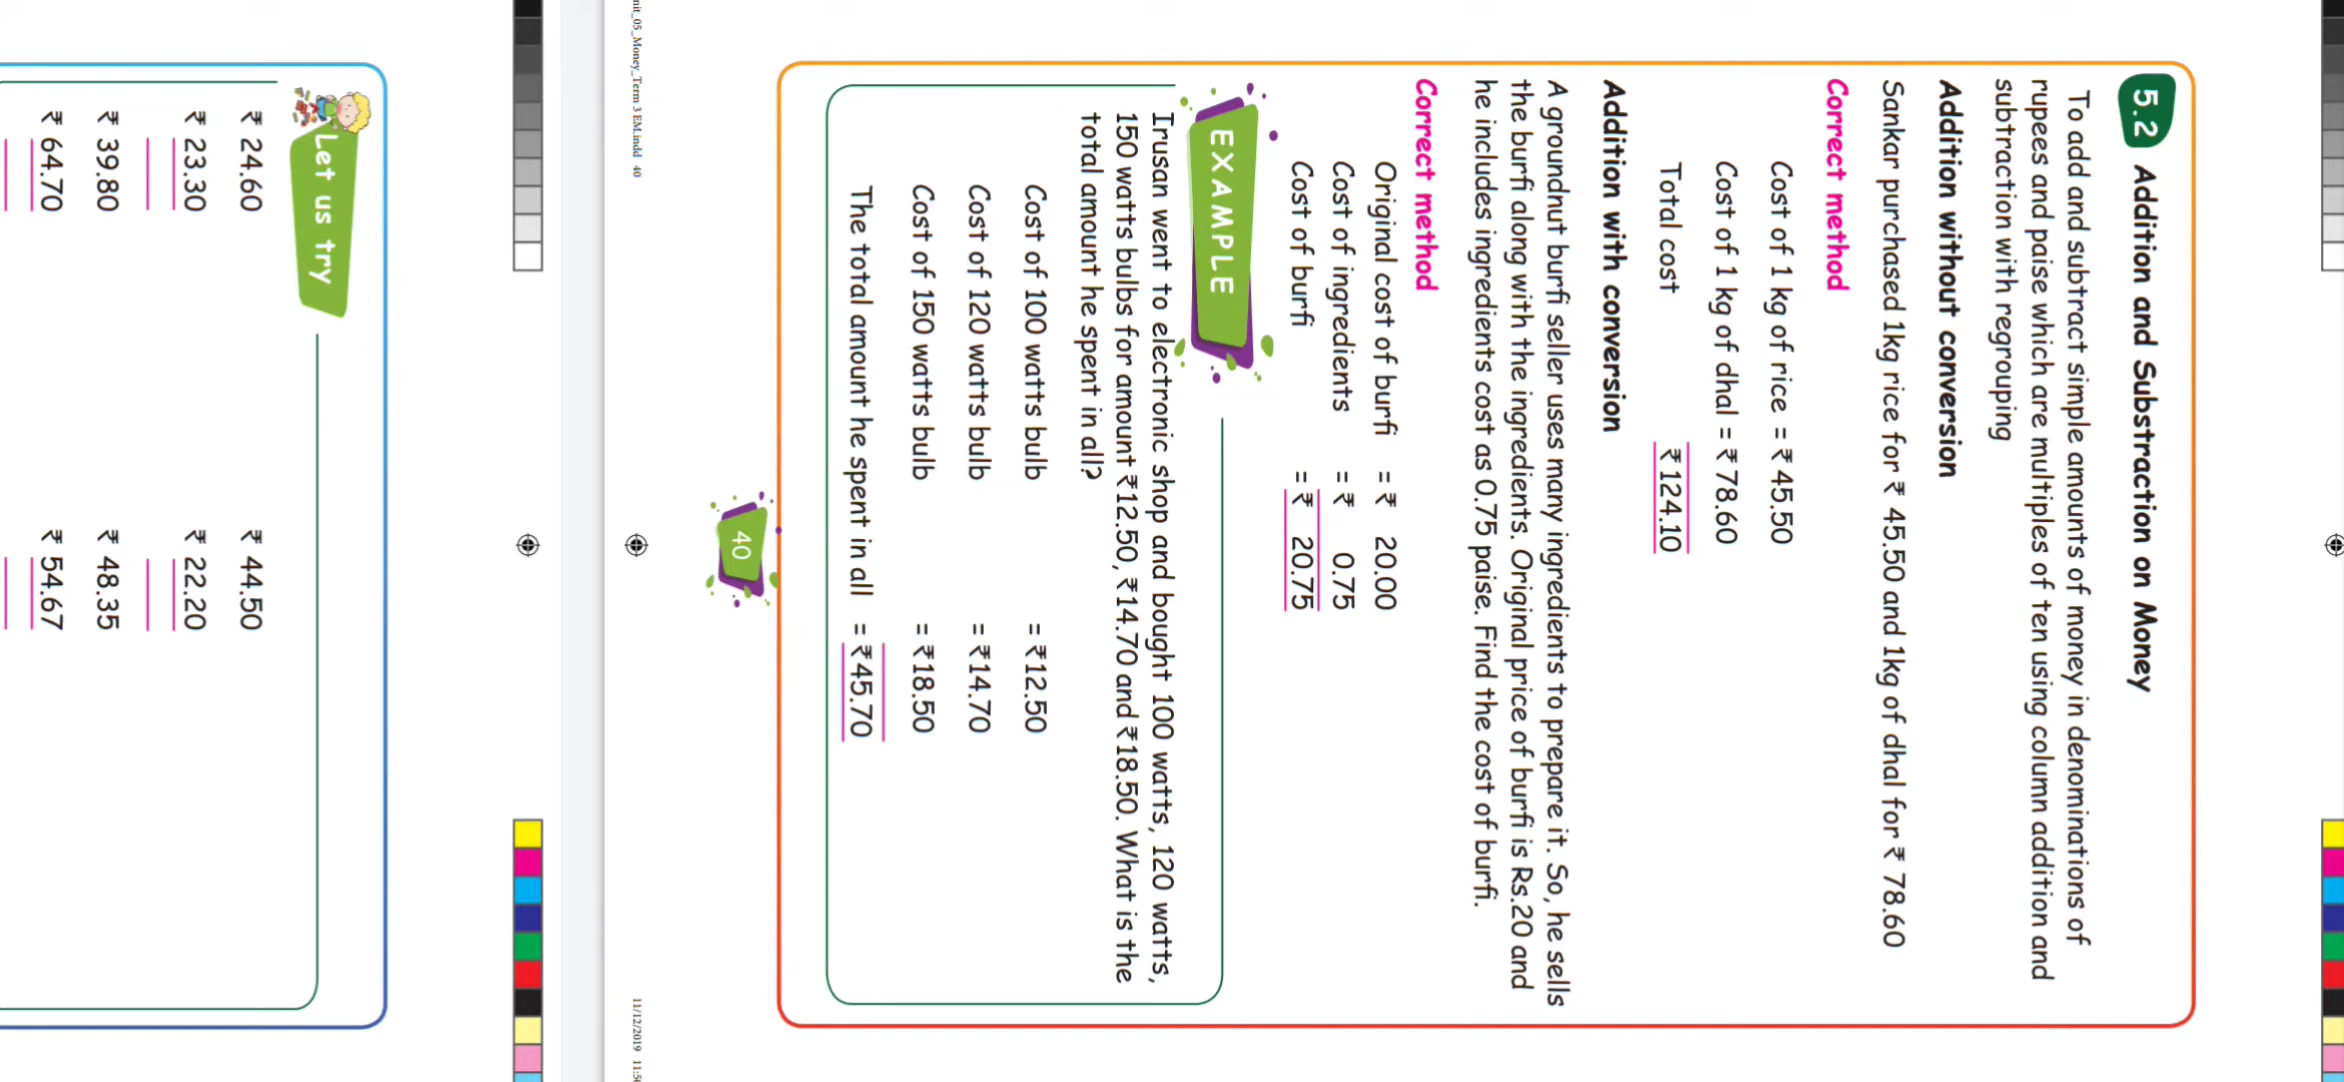 5.2 Addition and Substraction on Money
To add and subtract simple amounts of money in denominations of
rupees and paise which are multiples of ten using column addition and
subtraction with regrouping
Addition without conversion
Sankar purchased 1kg rice for ₹ 45.50 and 1kg of dhal for ₹ 78.60
Correct method
Cost of 1 kg of rice = ₹ 45.50
Cost of 1 kg of dhal = ₹ 78.60
Total cost ₹ 124.10
Addition with conversion
A groundnut burfi seller uses many ingredients to prepare it. So, he sells
the burfi along with the ingredients. Original price of burfi is Rs.20 and
he includes ingredients cost as 0.75 paise. Find the cost of burfi.
Correct method
Original cost of burfi = ₹ 20.00
Cost of ingredients = ₹ 0.75
Cost of burfi = ₹ 20.75
EXAMPLE
Irusan went to electronic shop and bought 100 watts, 120 watts,
150 watts bulbs for amount ₹12.50, ₹14.70 and ₹18.50. What is the
total amount he spent in all?
Cost of 100 watts bulb = ₹12.50
Cost of 120 watts bulb = ₹14.70
Cost of 150 watts bulb = ₹18.50
The total amount he spent in all = ₹45.70
40
nit_05_Money_Term 3 EM.indd 40 11/12/2019
Let us try
₹ 24.60 ₹ 44.50
₹ 23.30 ₹ 22.20
₹ 39.80 ₹ 48.35
₹ 64.70 ₹ 54.67